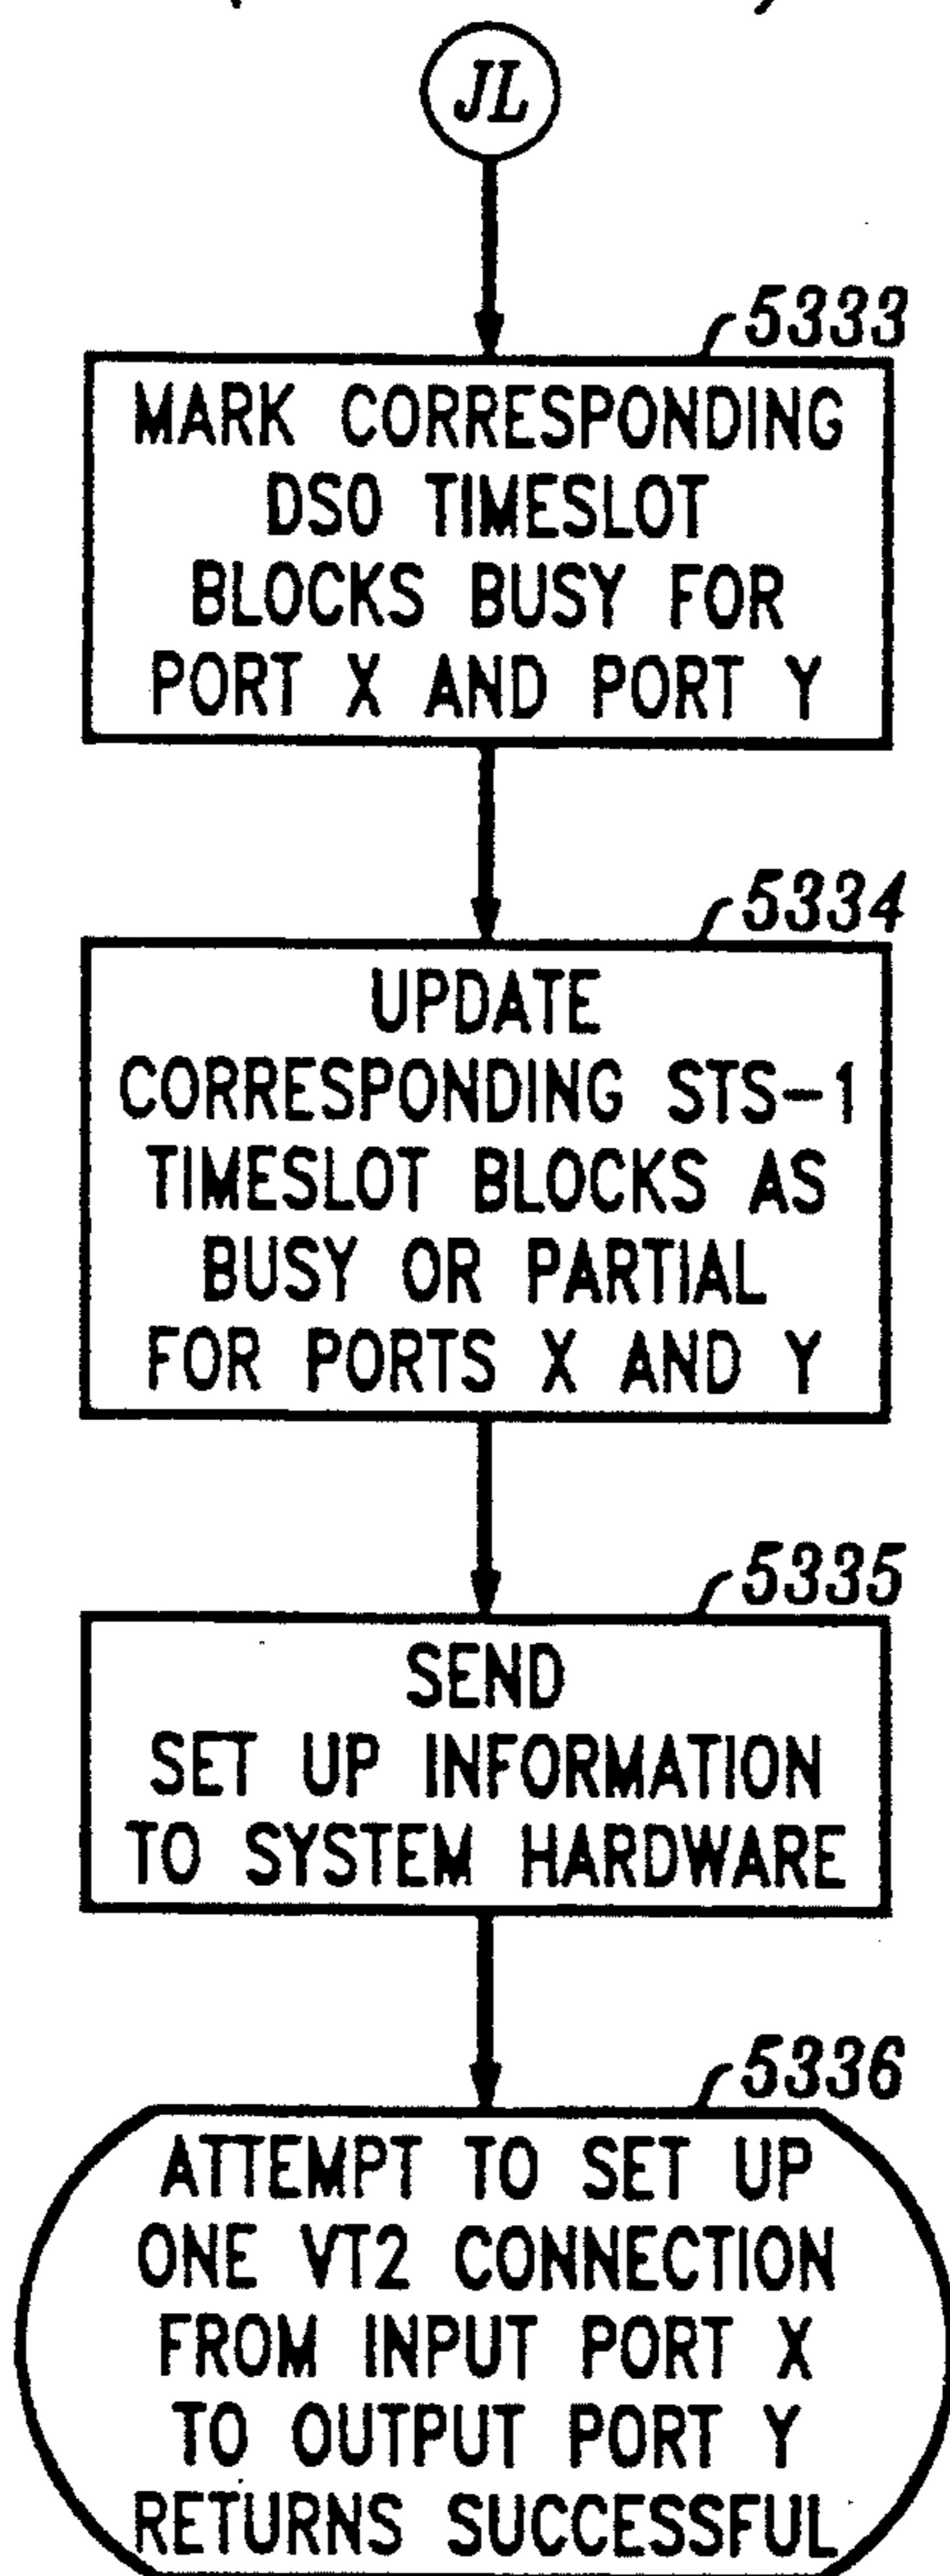 JL
5333
MARK CORRESPONDING
DS0 TIMESLOT
BLOCKS BUSY FOR
PORT X AND PORT Y
5334
UPDATE
CORRESPONDING STS-1
TIMESLOT BLOCKS AS
BUSY OR PARTIAL
FOR PORTS X AND Y
5335
SEND
SET UP INFORMATION
TO SYSTEM HARDWARE
5336
ATTEMPT TO SET UP
ONE VT2 CONNECTION
FROM INPUT PORT X
TO OUTPUT PORT Y
RETURNS SUCCESSFUL